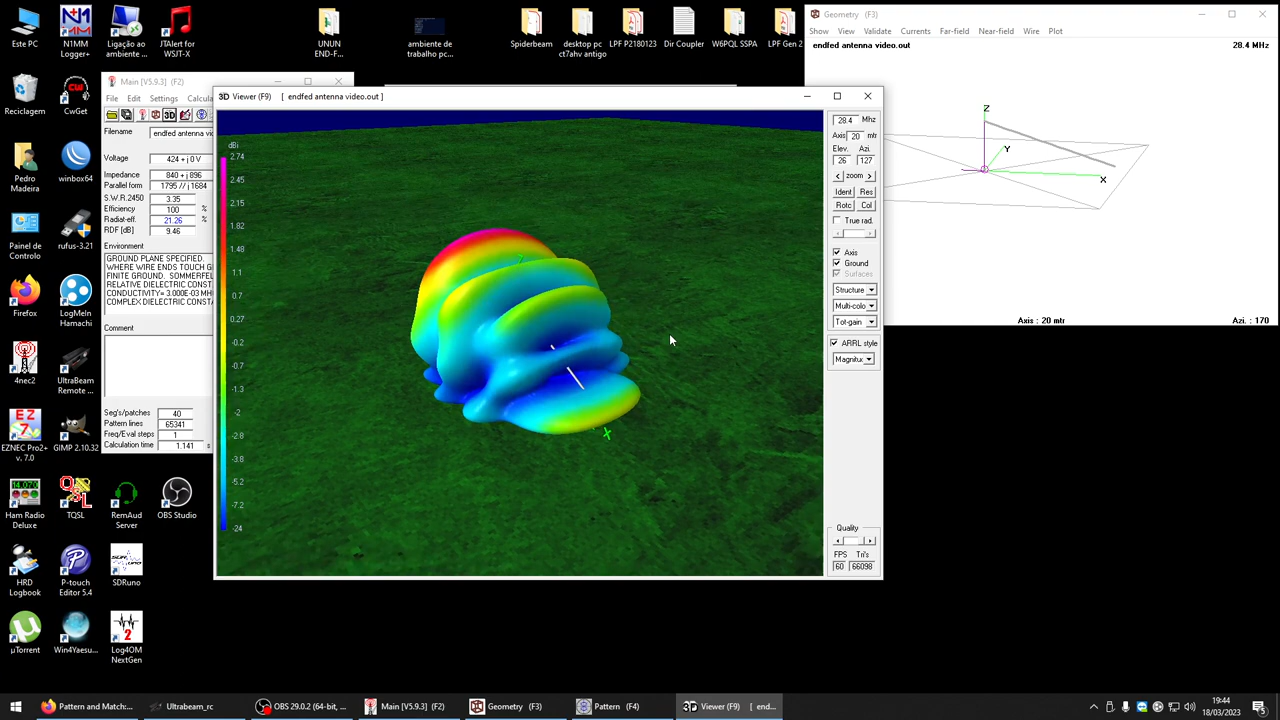 Este PC
N1MM
Logger+
Ligação ao
ambiente ...
JTAlert for
WSJT-X
UNUN
END-F...
ambiente de
trabalho pc...
Spiderbeam
desktop pc
ct7ahv antigo
LPF P2180123
Dir Coupler
W6PQL SSPA
LPF Gen 2
Reciclagem
CwGet
Pedro
Madeira
winbox64
Painel de
Controlo
rufus-3.21
Firefox
LogMeIn
Hamachi
4nec2
UltraBeam
Remote ...
EZNEC Pro2+
v. 7.0
GIMP 2.10.32
Ham Radio
Deluxe
TQSL
RemAud
Server
OBS Studio
HRD
Logbook
P-touch
Editor 5.4
SDRuno
µTorrent
Win4Yaesu...
Log4OM
NextGen
Main [V5.9.3] (F2)
File Edit Settings Calcula
3D
Filename endfed antenna vi
Voltage 424 + j 0 V
Impedance 840 + j 896
Parallel form 1795 // j 1684
S.W.R.2450 3.35
Efficiency 100 %
Radiat-eff. 21.26 %
RDF [dB] 9.46
Environment
GROUND PLANE SPECIFIED.
WHERE WIRE ENDS TOUCH G
FINITE GROUND. SOMMERFEL
RELATIVE DIELECTRIC CONST
CONDUCTIVITY= 3.000E-03 MH
COMPLEX DIELECTRIC CONSTA
Comment
Seg's/patches 40
Pattern lines 65341
Freq/Eval steps 1
Calculation time 1.141 s
3D Viewer (F9) [ endfed antenna video.out ]
dBi
2.74
2.45
2.15
1.82
1.48
1.1
0.7
0.27
-0.2
-0.7
-1.3
-2
-2.8
-3.8
-5.2
-7.2
-24
X
28.4 Mhz
Axis 20 mtr
Elev. Azi.
26 127
< zoom >
Ident Res
Rotc Col
True rad.
Axis
Ground
Surfaces
Structure
Multi-colo
Tot-gain
ARRL style
Magnitu
Quality
FPS Tri's
60 66098
Geometry (F3)
Show View Validate Currents Far-field Near-field Wire Plot
endfed antenna video.out 28.4 MHz
Z
Y
X
Axis : 20 mtr Azi. : 170
Pattern and Match:...
Ultrabeam_rc
OBS 29.0.2 (64-bit, ...
Main [V5.9.3] (F2)
Geometry (F3)
Pattern (F4)
3D Viewer (F9) [ end...
19:44
18/03/2023
5